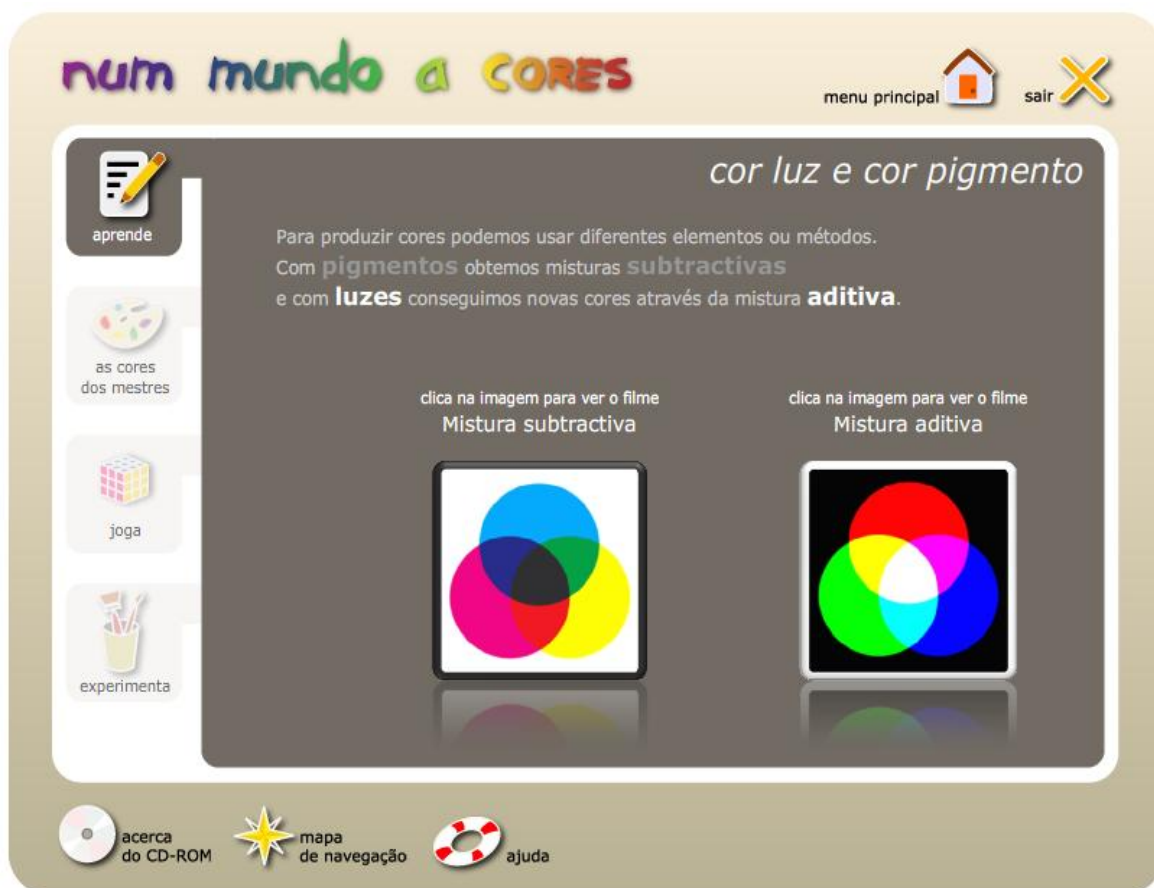 num mundo a CORES
menu principal
sair
aprende
cor luz e cor pigmento
Para produzir cores podemos usar diferentes elementos ou métodos.
Com pigmentos obtemos misturas subtractivas
e com luzes conseguimos novas cores através da mistura aditiva.
as cores
dos mestres
joga
experimenta
clica na imagem para ver o filme
Mistura subtractiva
clica na imagem para ver o filme
Mistura aditiva
acerca
do CD-ROM
mapa
de navegação
ajuda